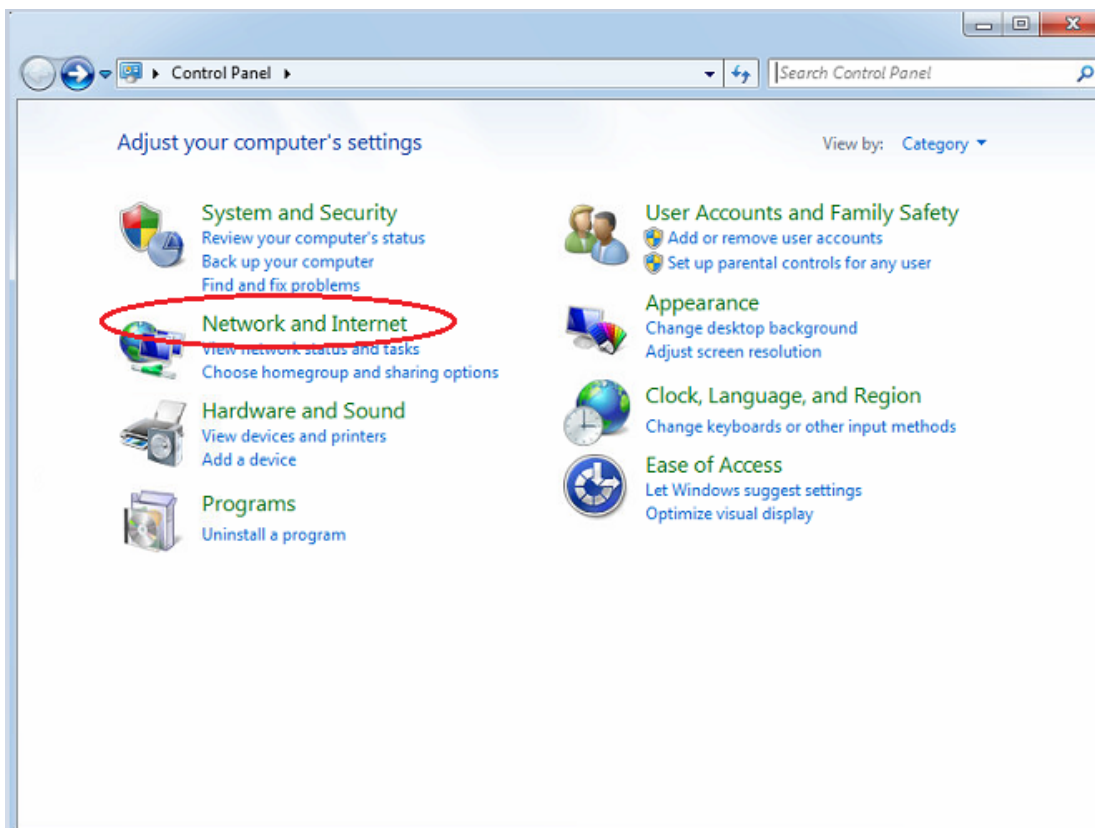 Control Panel
Search Control Panel
Adjust your computer's settings
View by: Category
System and Security
Review your computer's status
Back up your computer
Find and fix problems
Network and Internet
View network status and tasks
Choose homegroup and sharing options
Hardware and Sound
View devices and printers
Add a device
Programs
Uninstall a program
User Accounts and Family Safety
Add or remove user accounts
Set up parental controls for any user
Appearance
Change desktop background
Adjust screen resolution
Clock, Language, and Region
Change keyboards or other input methods
Ease of Access
Let Windows suggest settings
Optimize visual display